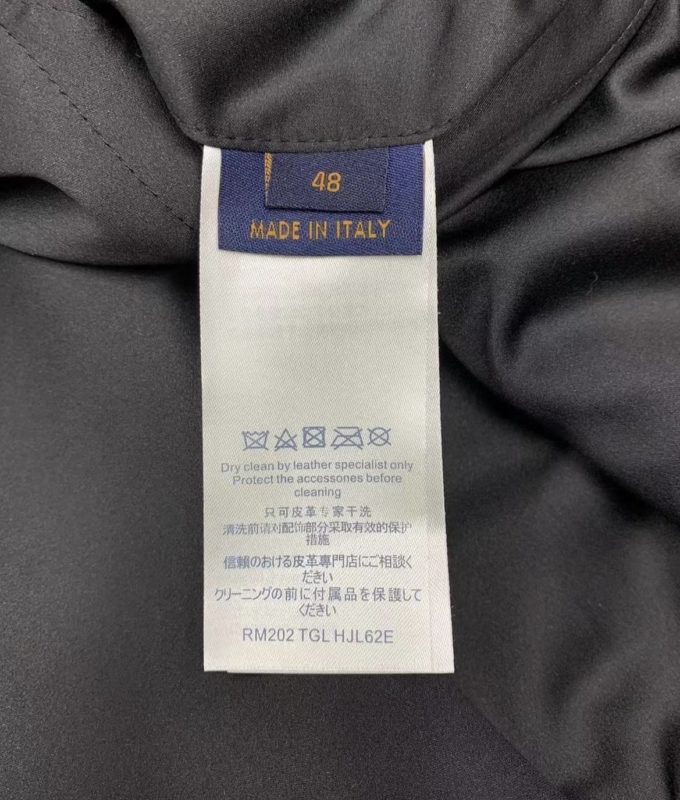 48
MADE IN ITALY
Dry clean by leather specialist only
Protect the accessones before
cleaning
只可皮革专家干洗
清洗前请对配饰部分采取有效的保护
措施
信頼のおける皮革専門店にご相談く
ださい
クリーニングの前に付属品を保護して
ください
RM202 TGL HJL62E